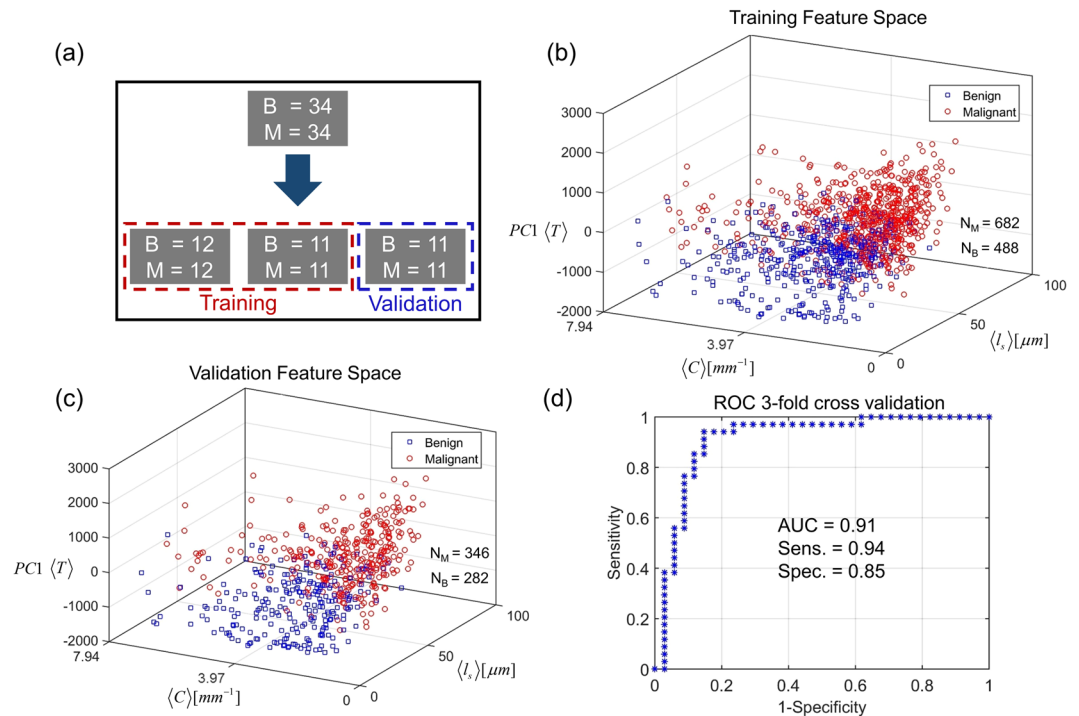 (a)
B = 34
M = 34
B = 12
M = 12
B = 11
M = 11
B = 11
M = 11
Training
Validation
(b)
Training Feature Space
Benign
Malignant
3000
2000
1000
0
-1000
-2000
PC1 ⟨T⟩
N_M = 682
N_B = 488
7.94
3.97
0
⟨C⟩[mm⁻¹]
0
50
100
⟨l_s⟩[μm]
(c)
Validation Feature Space
Benign
Malignant
3000
2000
1000
0
-1000
-2000
PC1 ⟨T⟩
N_M = 346
N_B = 282
7.94
3.97
0
⟨C⟩[mm⁻¹]
0
50
100
⟨l_s⟩[μm]
(d)
ROC 3-fold cross validation
1
0.8
0.6
0.4
0.2
0
Sensitivity
AUC = 0.91
Sens. = 0.94
Spec. = 0.85
0
0.2
0.4
0.6
0.8
1
1-Specificity